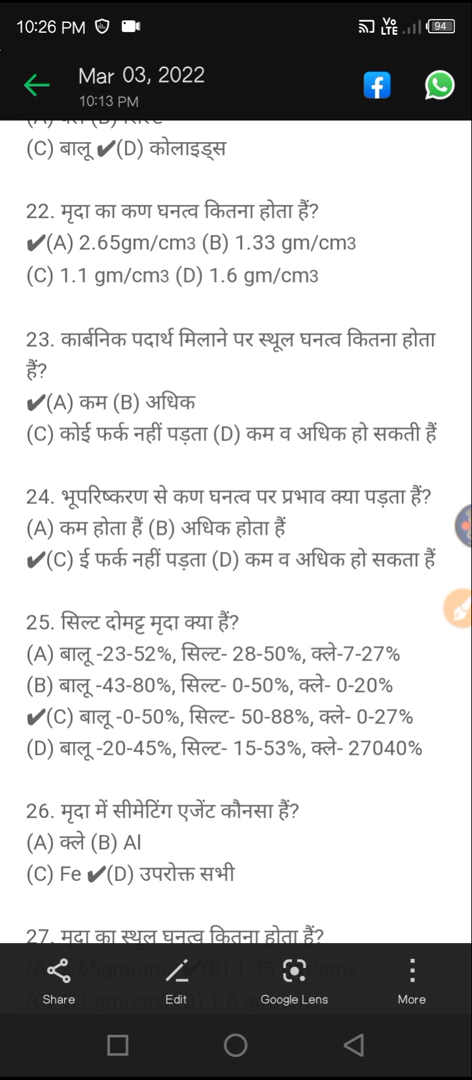 10:26 PM Vo LTE 94
Mar 03, 2022
10:13 PM
(C) बालू ✔(D) कोलाइड्स
22. मृदा का कण घनत्व कितना होता हैं?
✔(A) 2.65gm/cm3 (B) 1.33 gm/cm3
(C) 1.1 gm/cm3 (D) 1.6 gm/cm3
23. कार्बनिक पदार्थ मिलाने पर स्थूल घनत्व कितना होता
हैं?
✔(A) कम (B) अधिक
(C) कोई फर्क नहीं पड़ता (D) कम व अधिक हो सकती हैं
24. भूपरिष्करण से कण घनत्व पर प्रभाव क्या पड़ता हैं?
(A) कम होता हैं (B) अधिक होता हैं
✔(C) ई फर्क नहीं पड़ता (D) कम व अधिक हो सकता हैं
25. सिल्ट दोमट्ट मृदा क्या हैं?
(A) बालू -23-52%, सिल्ट- 28-50%, क्ले-7-27%
(B) बालू -43-80%, सिल्ट- 0-50%, क्ले- 0-20%
✔(C) बालू -0-50%, सिल्ट- 50-88%, क्ले- 0-27%
(D) बालू -20-45%, सिल्ट- 15-53%, क्ले- 27040%
26. मृदा में सीमेटिंग एजेंट कौनसा हैं?
(A) क्ले (B) Al
(C) Fe ✔(D) उपरोक्त सभी
27. मृदा का स्थूल घनत्व कितना होता हैं?
Share Edit Google Lens More